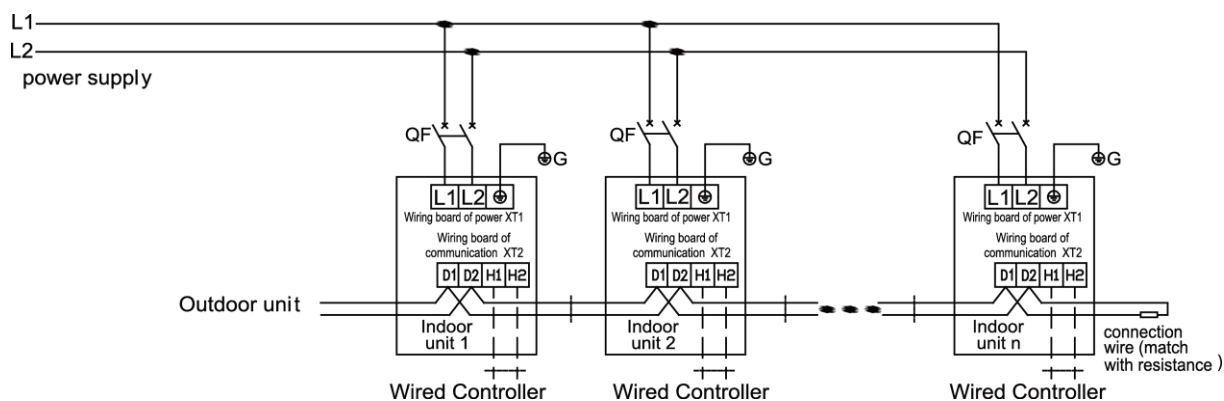 L1
L2
power supply
QF
G
QF
G
QF
G
L1 L2
Wiring board of power XT1
Wiring board of
communication XT2
D1 D2 H1 H2
L1 L2
Wiring board of power XT1
Wiring board of
communication XT2
D1 D2 H1 H2
L1 L2
Wiring board of power XT1
Wiring board of
communication XT2
D1 D2 H1 H2
Outdoor unit
Indoor
unit 1
Indoor
unit 2
Indoor
unit n
connection
wire (match
with resistance )
Wired Controller
Wired Controller
Wired Controller